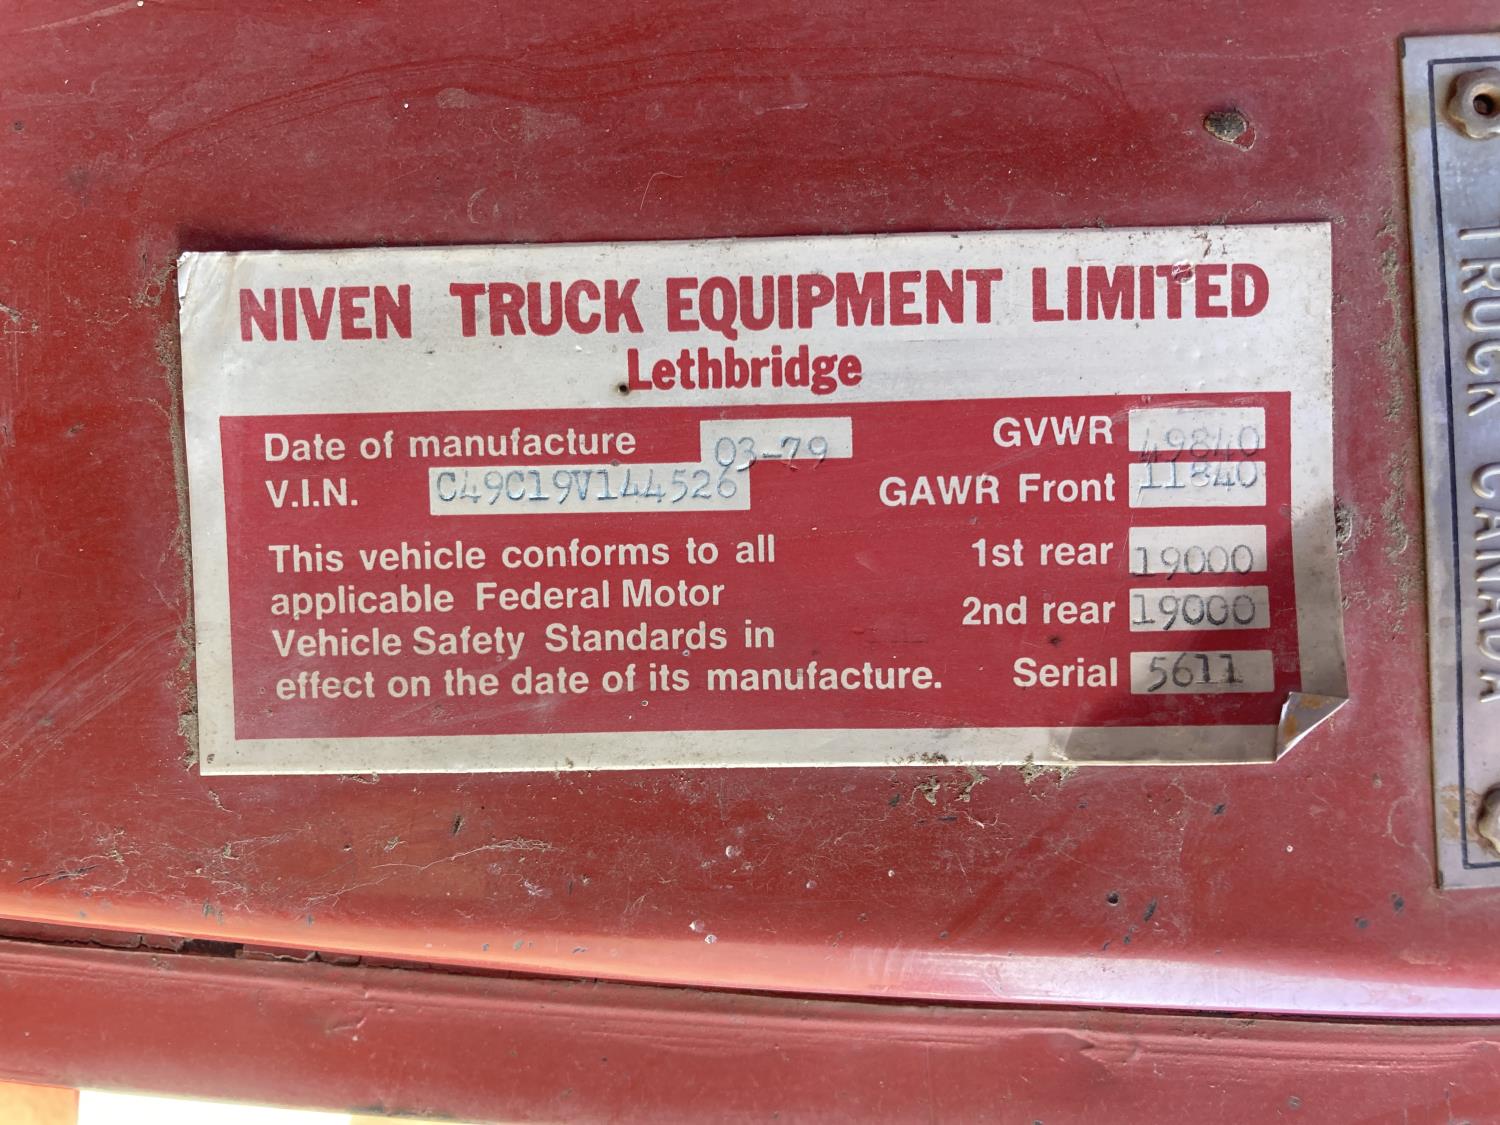 NIVEN TRUCK EQUIPMENT LIMITED
Lethbridge
Date of manufacture 03-79
V.I.N. C49C19V144526
This vehicle conforms to all
applicable Federal Motor
Vehicle Safety Standards in
effect on the date of its manufacture.
GVWR 49840
GAWR Front 11840
1st rear 19000
2nd rear 19000
Serial 5611
TRUCK CANADA